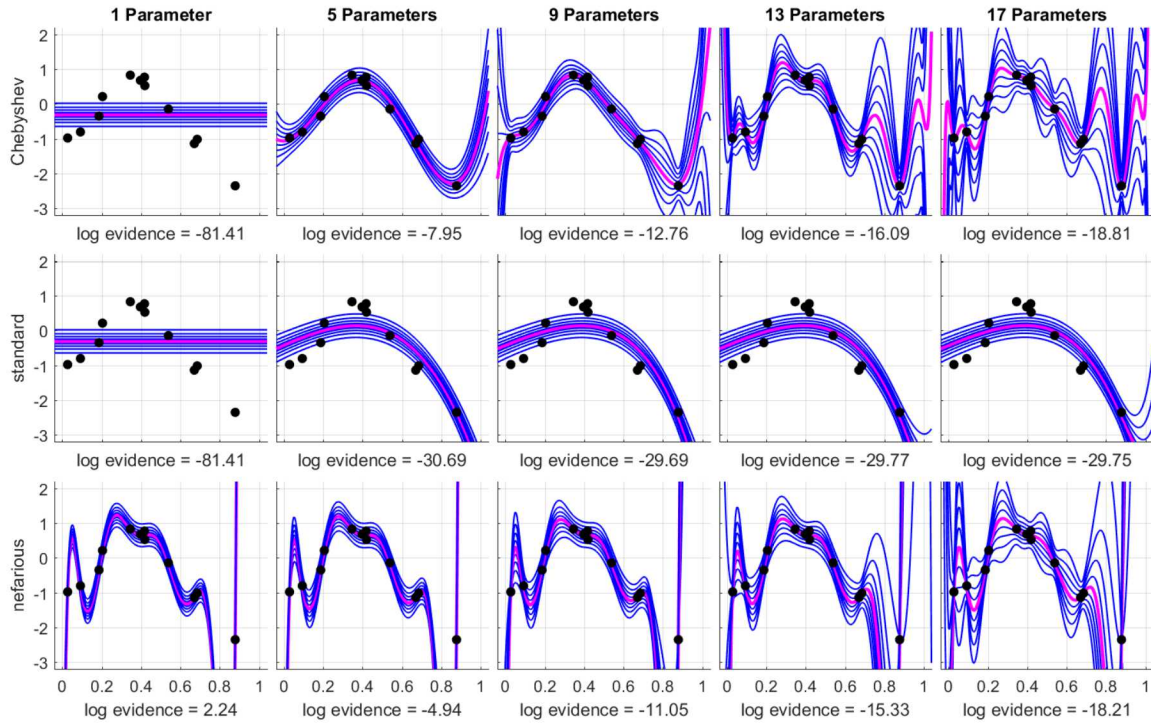 1 Parameter 5 Parameters 9 Parameters 13 Parameters 17 Parameters
Chebyshev
2
1
0
-1
-2
-3
log evidence = -81.41 log evidence = -7.95 log evidence = -12.76 log evidence = -16.09 log evidence = -18.81
standard
2
1
0
-1
-2
-3
log evidence = -81.41 log evidence = -30.69 log evidence = -29.69 log evidence = -29.77 log evidence = -29.75
nefarious
2
1
0
-1
-2
-3
0 0.2 0.4 0.6 0.8 1 0 0.2 0.4 0.6 0.8 1 0 0.2 0.4 0.6 0.8 1 0 0.2 0.4 0.6 0.8 1 0 0.2 0.4 0.6 0.8 1
log evidence = 2.24 log evidence = -4.94 log evidence = -11.05 log evidence = -15.33 log evidence = -18.21